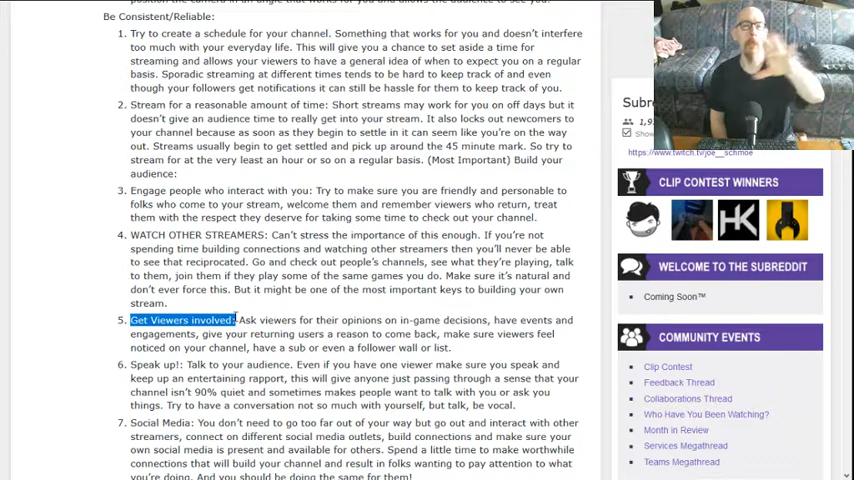 position the camera in an angle that works for you and allows the audience to see you.
Be Consistent/Reliable:
1. Try to create a schedule for your channel. Something that works for you and doesn't interfere
too much with your everyday life. This will give you a chance to set aside a time for
streaming and allows your viewers to have a general idea of when to expect you on a regular
basis. Sporadic streaming at different times tends to be hard to keep track of and even
though your followers get notifications it can still be hassle for them to keep track of you.
2. Stream for a reasonable amount of time: Short streams may work for you on off days but it
doesn't give an audience time to really get into your stream. It also locks out newcomers to
your channel because as soon as they begin to settle in it can seem like you're on the way
out. Streams usually begin to get settled and pick up around the 45 minute mark. So try to
stream for at the very least an hour or so on a regular basis. (Most Important) Build your
audience:
3. Engage people who interact with you: Try to make sure you are friendly and personable to
folks who come to your stream, welcome them and remember viewers who return, treat
them with the respect they deserve for taking some time to check out your channel.
4. WATCH OTHER STREAMERS: Can't stress the importance of this enough. If you're not
spending time building connections and watching other streamers then you'll never be able
to see that reciprocated. Go and check out people's channels, see what they're playing, talk
to them, join them if they play some of the same games you do. Make sure it's natural and
don't ever force this. But it might be one of the most important keys to building your own
stream.
5. Get Viewers involved: Ask viewers for their opinions on in-game decisions, have events and
engagements, give your returning users a reason to come back, make sure viewers feel
noticed on your channel, have a sub or even a follower wall or list.
6. Speak up!: Talk to your audience. Even if you have one viewer make sure you speak and
keep up an entertaining rapport, this will give anyone just passing through a sense that your
channel isn't 90% quiet and sometimes makes people want to talk with you or ask you
things. Try to have a conversation not so much with yourself, but talk, be vocal.
7. Social Media: You don't need to go too far out of your way but go out and interact with other
streamers, connect on different social media outlets, build connections and make sure your
own social media is present and available for others. Spend a little time to make worthwhile
connections that will build your channel and result in folks wanting to pay attention to what
you're doing. And you should be doing the same for them!
Subre
1,9
Show
https://www.twitch.tv/joe__schmoe
CLIP CONTEST WINNERS
HK
WELCOME TO THE SUBREDDIT
Coming Soon™
COMMUNITY EVENTS
Clip Contest
Feedback Thread
Collaborations Thread
Who Have You Been Watching?
Month in Review
Services Megathread
Teams Megathread